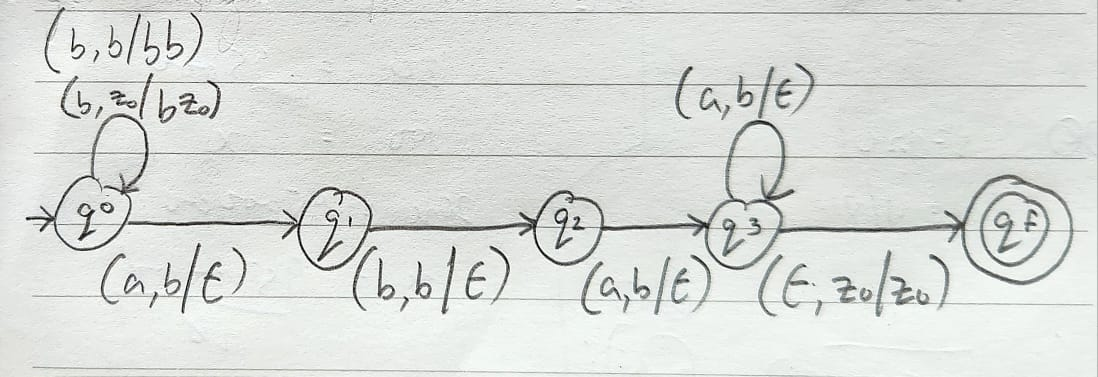 (b,b/bb)
(b,z₀/bz₀)
(a,b/ε)
q0 q1 q2 q3 qf
(a,b/ε) (b,b/ε) (a,b/ε) (ε, z₀/z₀)